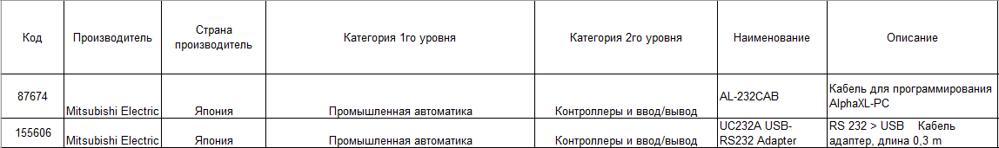 Код Производитель Страна производитель Категория 1го уровня Категория 2го уровня Наименование Описание
87674 Mitsubishi Electric Япония Промышленная автоматика Контроллеры и ввод/вывод AL-232CAB Кабель для программирования AlphaXL-PC
155606 Mitsubishi Electric Япония Промышленная автоматика Контроллеры и ввод/вывод UC232A USB-RS232 Adapter RS 232 > USB Кабель адаптер, длина 0,3 m